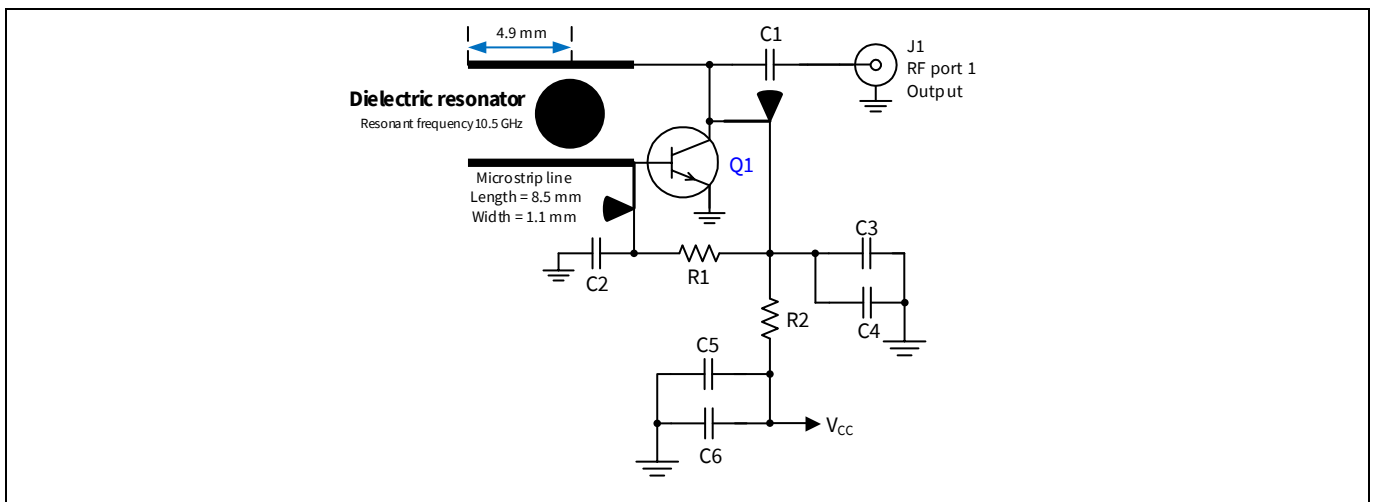 4.9 mm
C1
J1
RF port 1
Output
Dielectric resonator
Resonant frequency 10.5 GHz
Q1
Microstrip line
Length = 8.5 mm
Width = 1.1 mm
C2
R1
C3
C4
R2
C5
C6
VCC